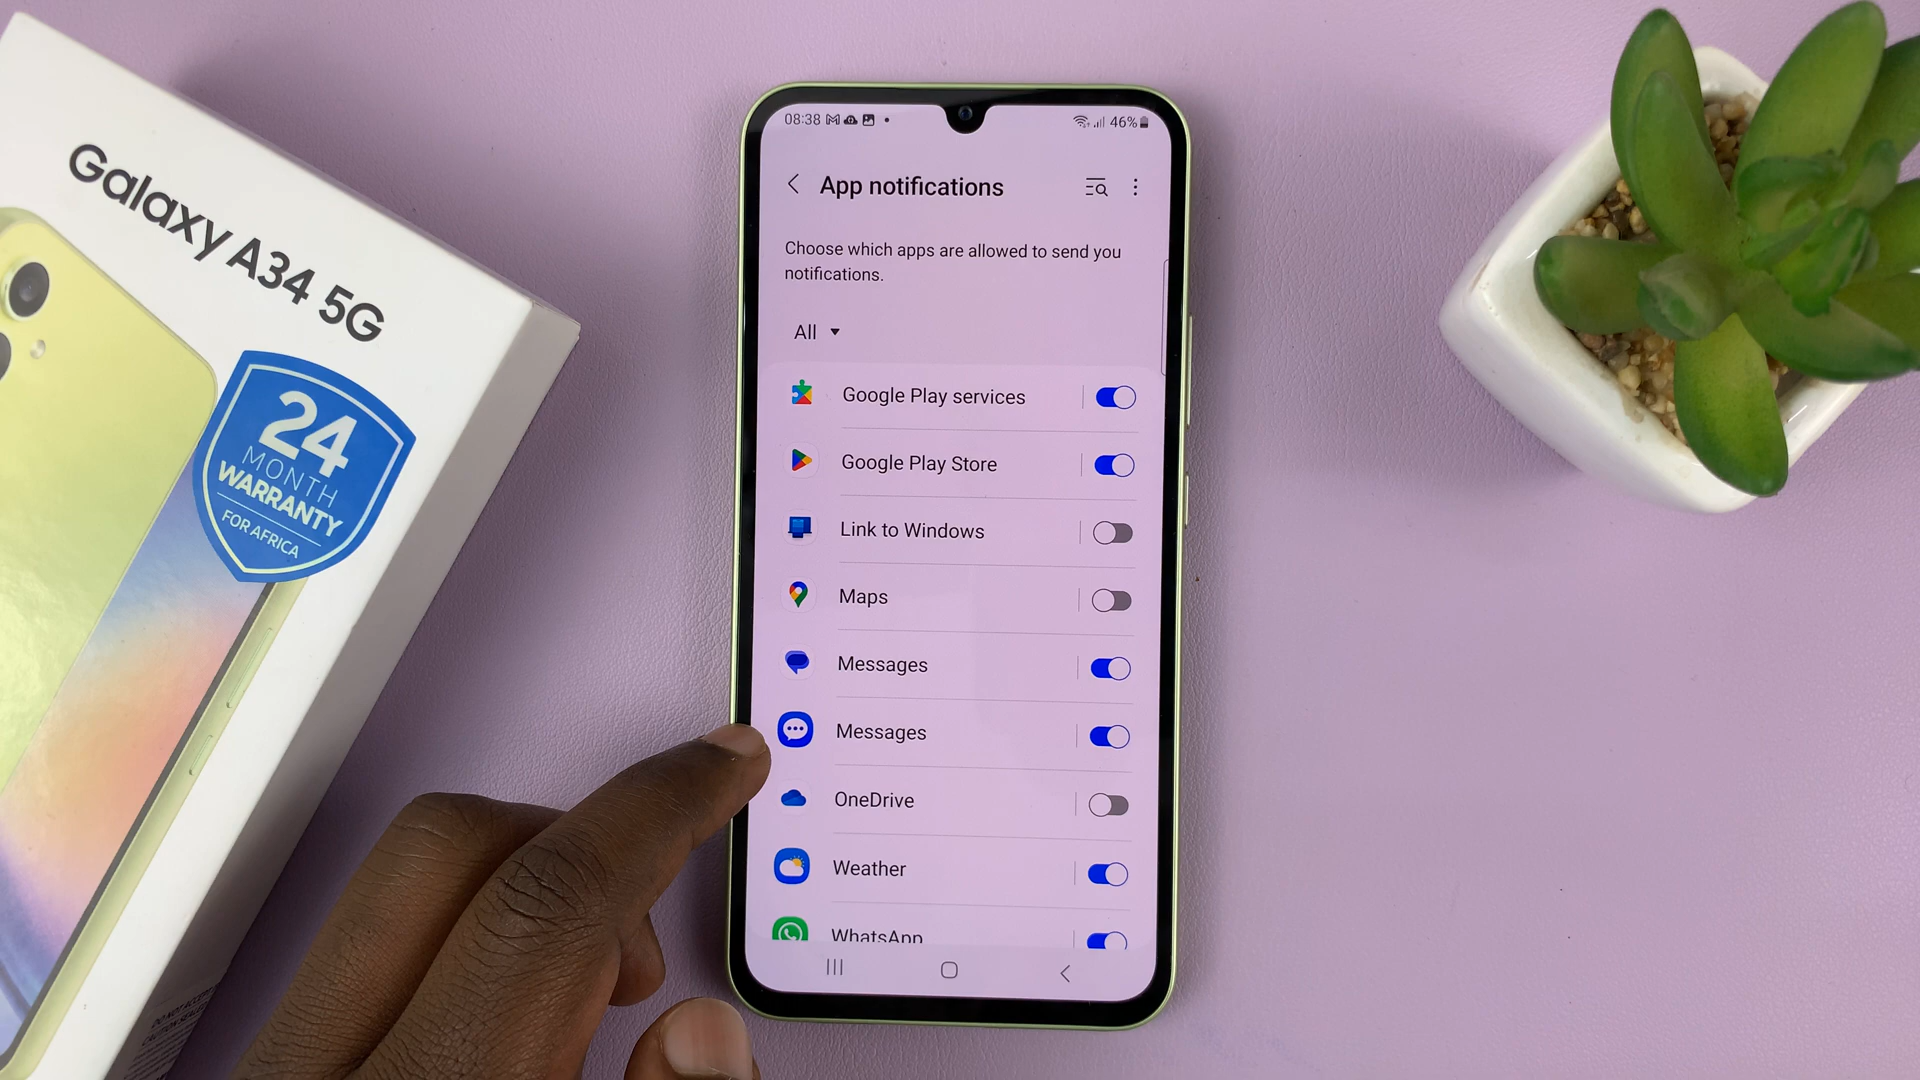 Galaxy A34 5G
24
MONTH
WARRANTY
FOR AFRICA
08:38
46%
App notifications
Choose which apps are allowed to send you
notifications.
All
Google Play services
Google Play Store
Link to Windows
Maps
Messages
Messages
OneDrive
Weather
WhatsApp